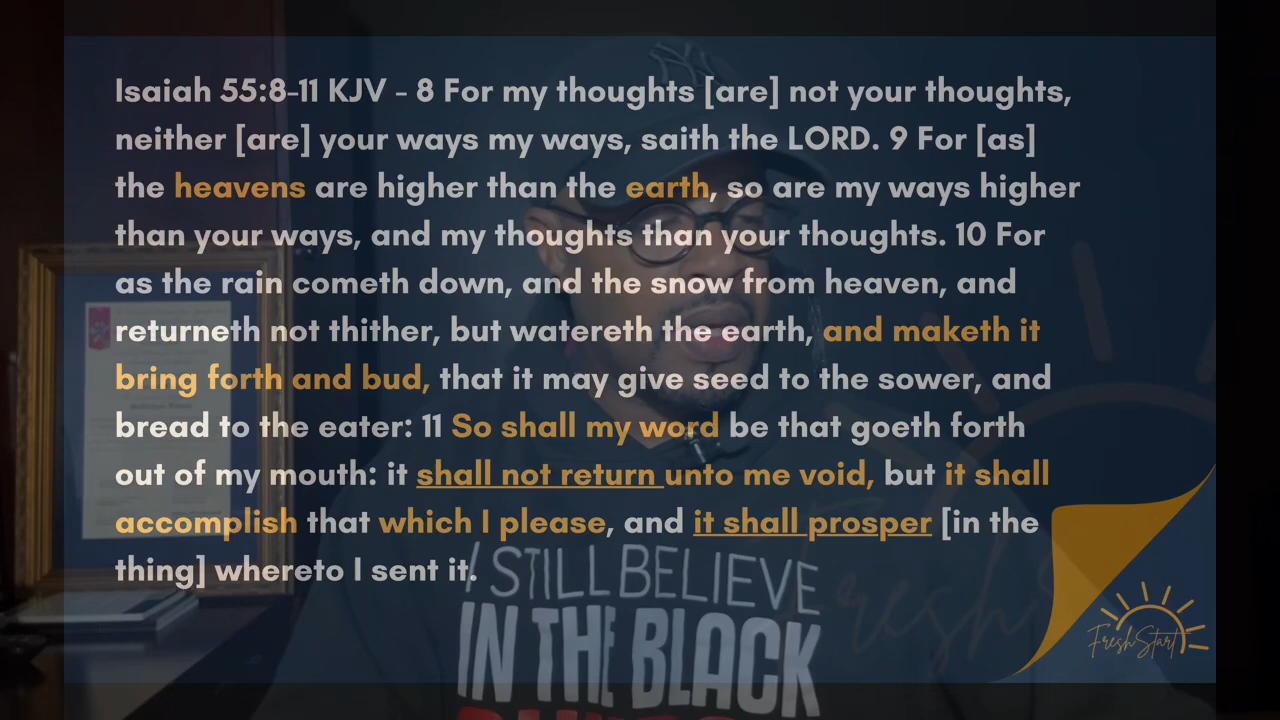 Isaiah 55:8-11 KJV - 8 For my thoughts [are] not your thoughts,
neither [are] your ways my ways, saith the LORD. 9 For [as]
the heavens are higher than the earth, so are my ways higher
than your ways, and my thoughts than your thoughts. 10 For
as the rain cometh down, and the snow from heaven, and
returneth not thither, but watereth the earth, and maketh it
bring forth and bud, that it may give seed to the sower, and
bread to the eater: 11 So shall my word be that goeth forth
out of my mouth: it shall not return unto me void, but it shall
accomplish that which I please, and it shall prosper [in the
thing] whereto I sent it.
I STILL BELIEVE
IN THE BLACK
Fresh Start